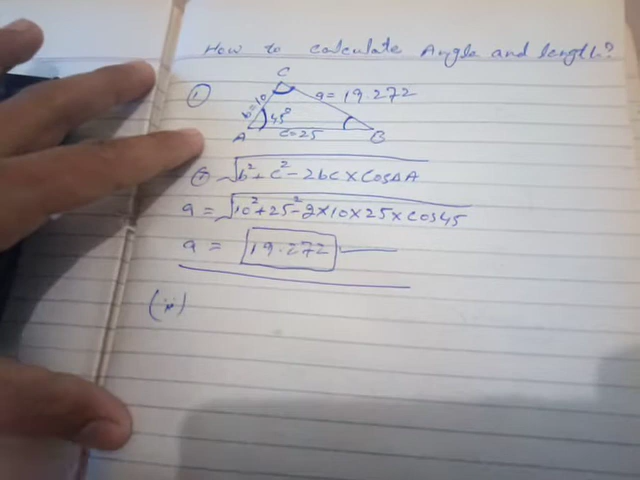 How to calculate Angle and length?
①
C
b=10
a= 19.272
45°
A
c=25
B
√b²+c²-2bc×Cos∆A
a = √10²+25²-2×10×25×Cos45
a = 19.272
(ii)